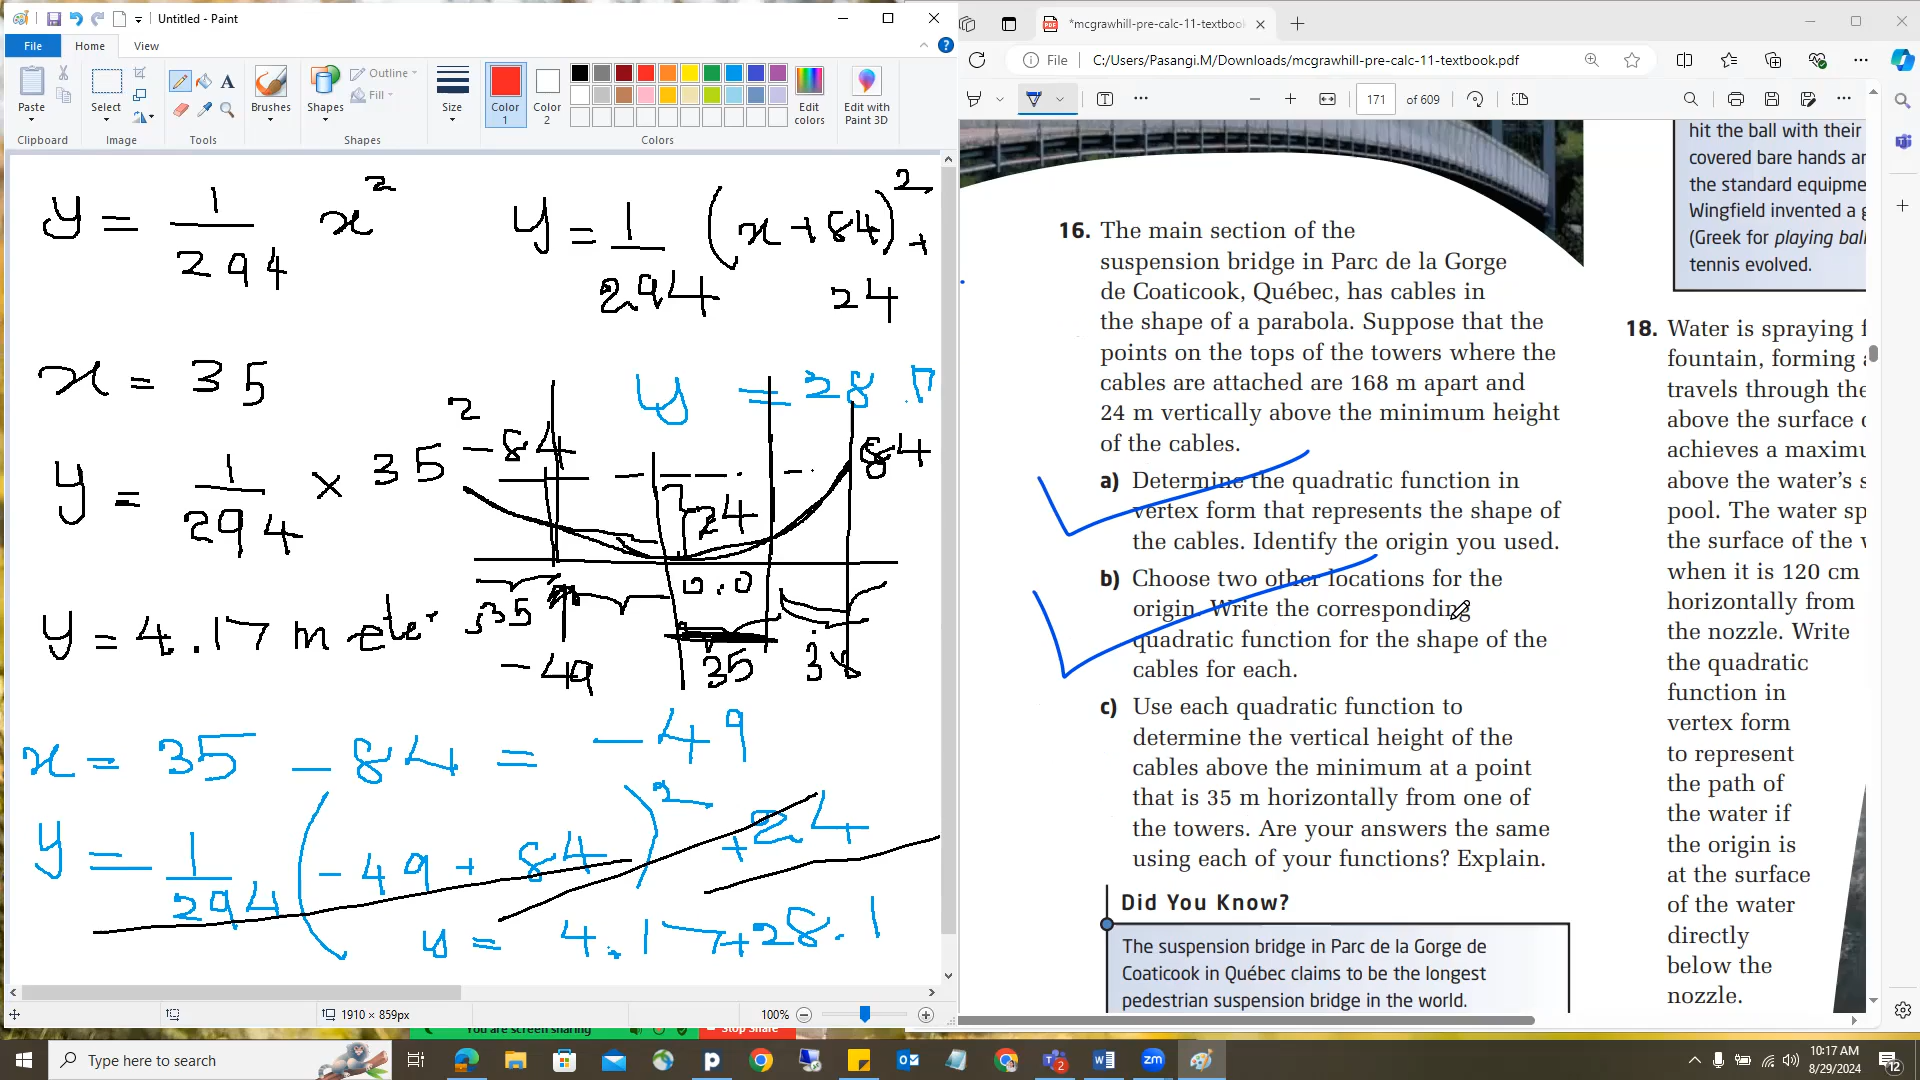 Untitled - Paint
File Home View
Paste
Select
Outline
Fill
Brushes
Shapes
Size
Color 1
Color 2
Edit colors
Edit with Paint 3D
Clipboard
Image
Tools
Shapes
Colors
y = 1/294 x²
y = 1/294 (x+84)² + 24
x = 35
y = 28.
y = 1/294 × 35²
-84
84
24
0.0
y = 4.17 meter
35
35
-49
x = 35 - 84 = -49
y = 1/294 (-49 + 84)² + 24
y = 4.17+28.1
1910 × 859px
100%
You are screen sharing
Stop Share
*mcgrawhill-pre-calc-11-textboo
File
C:/Users/Pasangi.M/Downloads/mcgrawhill-pre-calc-11-textbook.pdf
171 of 609
16. The main section of the
suspension bridge in Parc de la Gorge
de Coaticook, Québec, has cables in
the shape of a parabola. Suppose that the
points on the tops of the towers where the
cables are attached are 168 m apart and
24 m vertically above the minimum height
of the cables.
a) Determine the quadratic function in
vertex form that represents the shape of
the cables. Identify the origin you used.
b) Choose two other locations for the
origin. Write the corresponding
quadratic function for the shape of the
cables for each.
c) Use each quadratic function to
determine the vertical height of the
cables above the minimum at a point
that is 35 m horizontally from one of
the towers. Are your answers the same
using each of your functions? Explain.
Did You Know?
The suspension bridge in Parc de la Gorge de
Coaticook in Québec claims to be the longest
pedestrian suspension bridge in the world.
hit the ball with their
covered bare hands
the standard equipme
Wingfield invented a
(Greek for playing ball
tennis evolved.
18. Water is spraying
fountain, forming
travels through the
above the surface
achieves a maximu
above the water's s
pool. The water sp
the surface of the
when it is 120 cm
horizontally from
the nozzle. Write
the quadratic
function in
vertex form
to represent
the path of
the water if
the origin is
at the surface
of the water
directly
below the
nozzle.
Type here to search
10:17 AM
8/29/2024